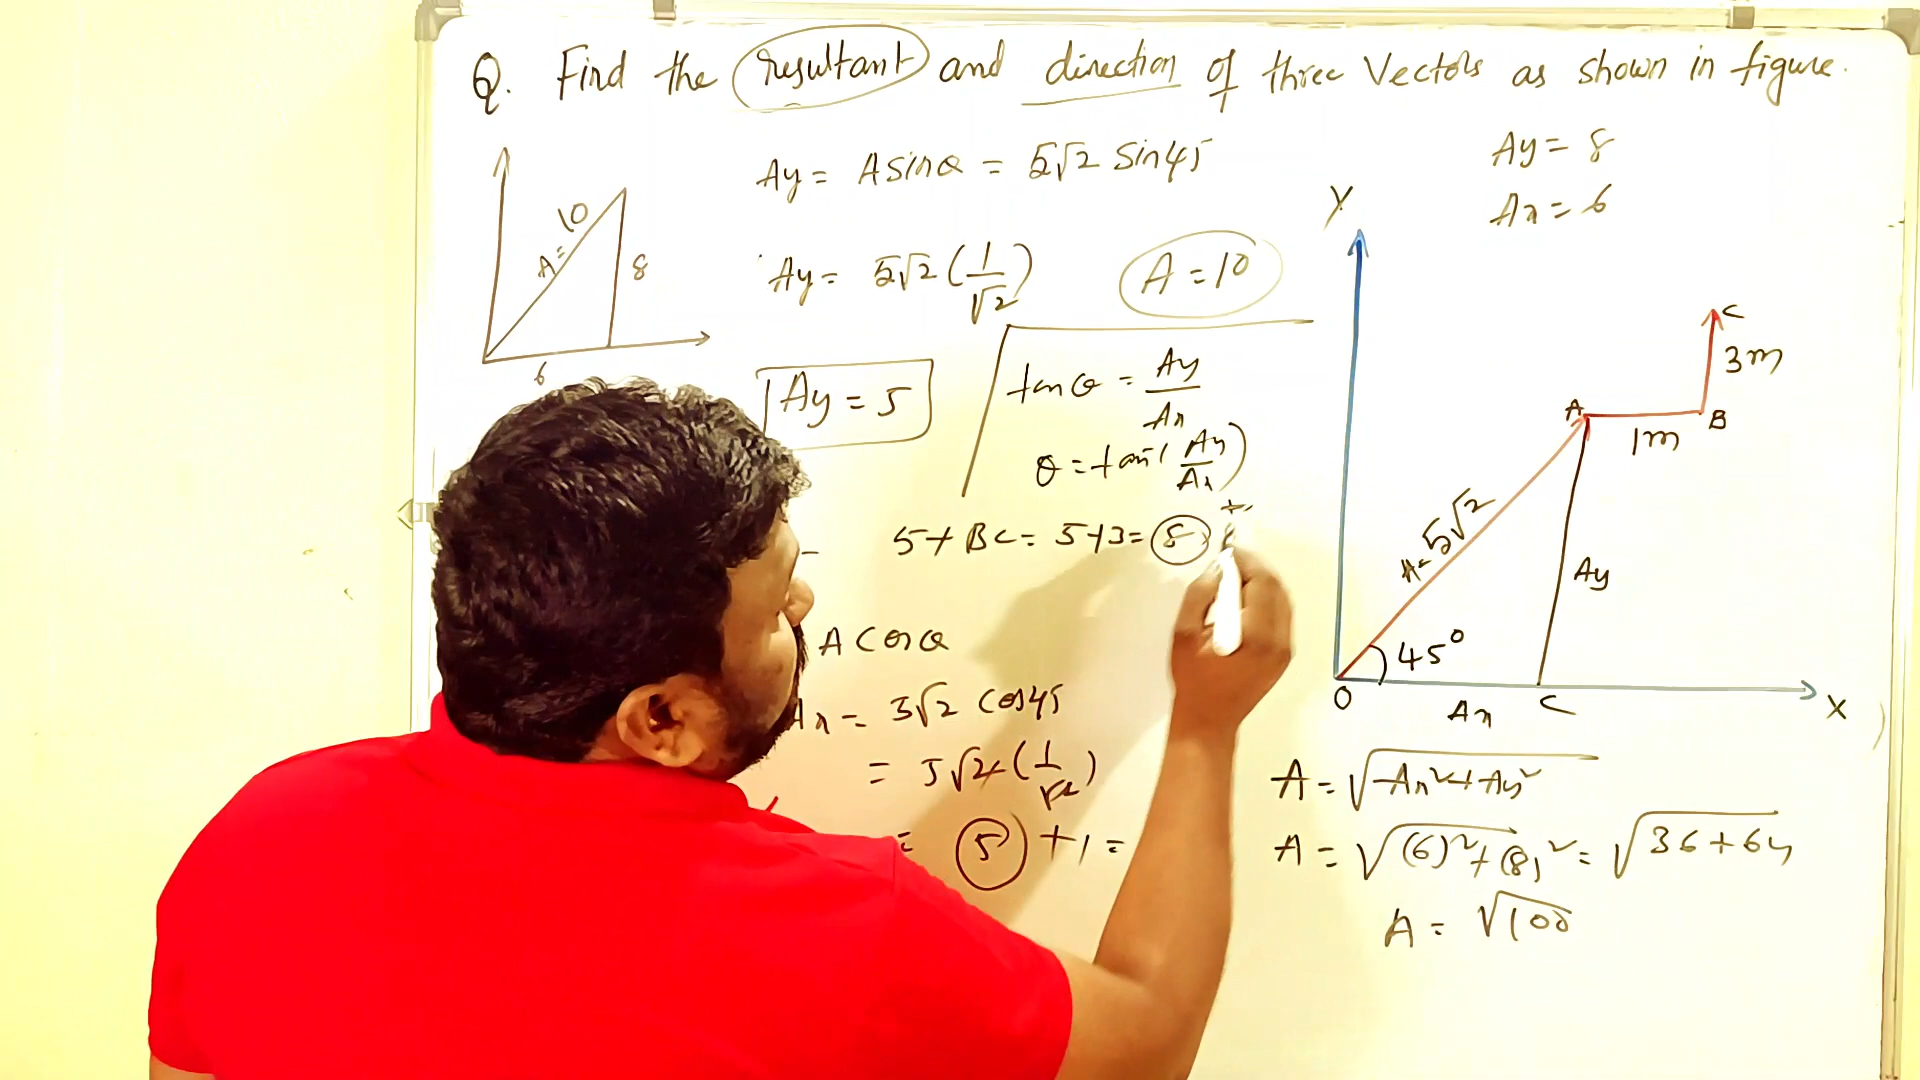 Q. Find the resultant and direction of three Vectors as shown in figure.
A = 10
8
6
Ay = A sinθ = 5√2 Sin45
Ay = 5√2 (1/√2)
A = 10
Ay = 5
tanθ = Ay/Ax
θ = tan⁻¹(Ay/Ax)
5 + BC = 5+3 = 8
A Cosθ
Ax = 5√2 Cos45
= 5√2 (1/√2)
= 5 + 1 =
Ay = 8
Ax = 6
Y
C
3m
A
B
1m
A = 5√2
Ay
45°
O
Ax
C
X
A = √Ax² + Ay²
A = √(6)² + (8)² = √36 + 64
A = √100